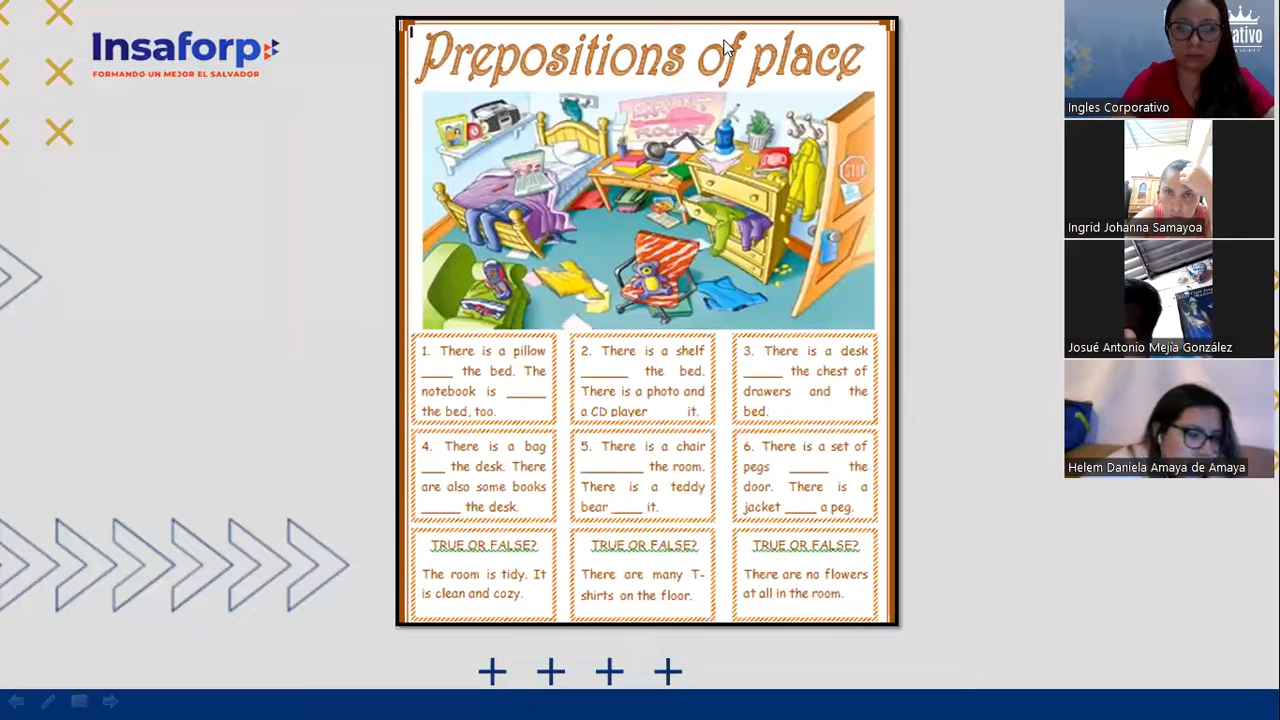 Insaforp
FORMANDO UN MEJOR EL SALVADOR
Prepositions of place
ROCKS!
STOP
1. There is a pillow
____ the bed. The
notebook is _____
the bed, too.
2. There is a shelf
______ the bed.
There is a photo and
a CD player it.
3. There is a desk
_____ the chest of
drawers and the
bed.
4. There is a bag
___ the desk. There
are also some books
_____ the desk.
5. There is a chair
________ the room.
There is a teddy
bear ____ it.
6. There is a set of
pegs _____ the
door. There is a
jacket ____ a peg.
TRUE OR FALSE?
The room is tidy. It
is clean and cozy.
TRUE OR FALSE?
There are many T-
shirts on the floor.
TRUE OR FALSE?
There are no flowers
at all in the room.
Ingles Corporativo
Ingrid Johanna Samayoa
Josué Antonio Mejía González
Helem Daniela Amaya de Amaya